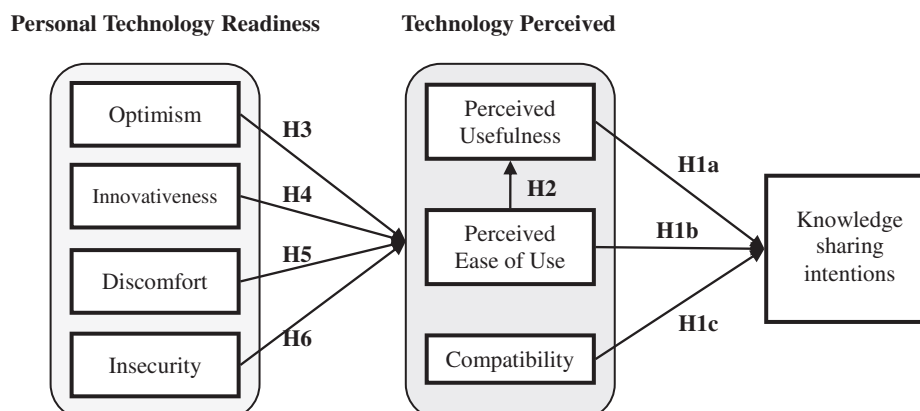 Personal Technology Readiness
Technology Perceived
Optimism
Innovativeness
Discomfort
Insecurity
H3
H4
H5
H6
Perceived
Usefulness
H2
Perceived
Ease of Use
Compatibility
H1a
H1b
H1c
Knowledge
sharing
intentions